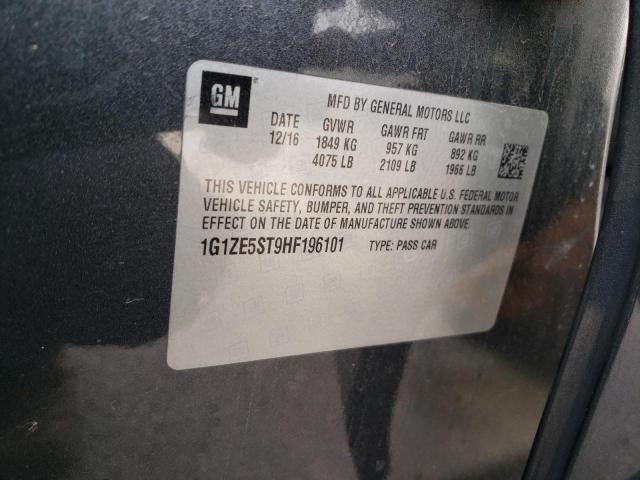 GM
MFD BY GENERAL MOTORS LLC
DATE GVWR GAWR FRT GAWR RR
12/16 1849 KG 957 KG 892 KG
4075 LB 2109 LB 1966 LB
THIS VEHICLE CONFORMS TO ALL APPLICABLE U.S. FEDERAL MOTOR
VEHICLE SAFETY, BUMPER, AND THEFT PREVENTION STANDARDS IN
EFFECT ON THE DATE OF MANUFACTURE SHOWN ABOVE.
1G1ZE5ST9HF196101 TYPE: PASS CAR